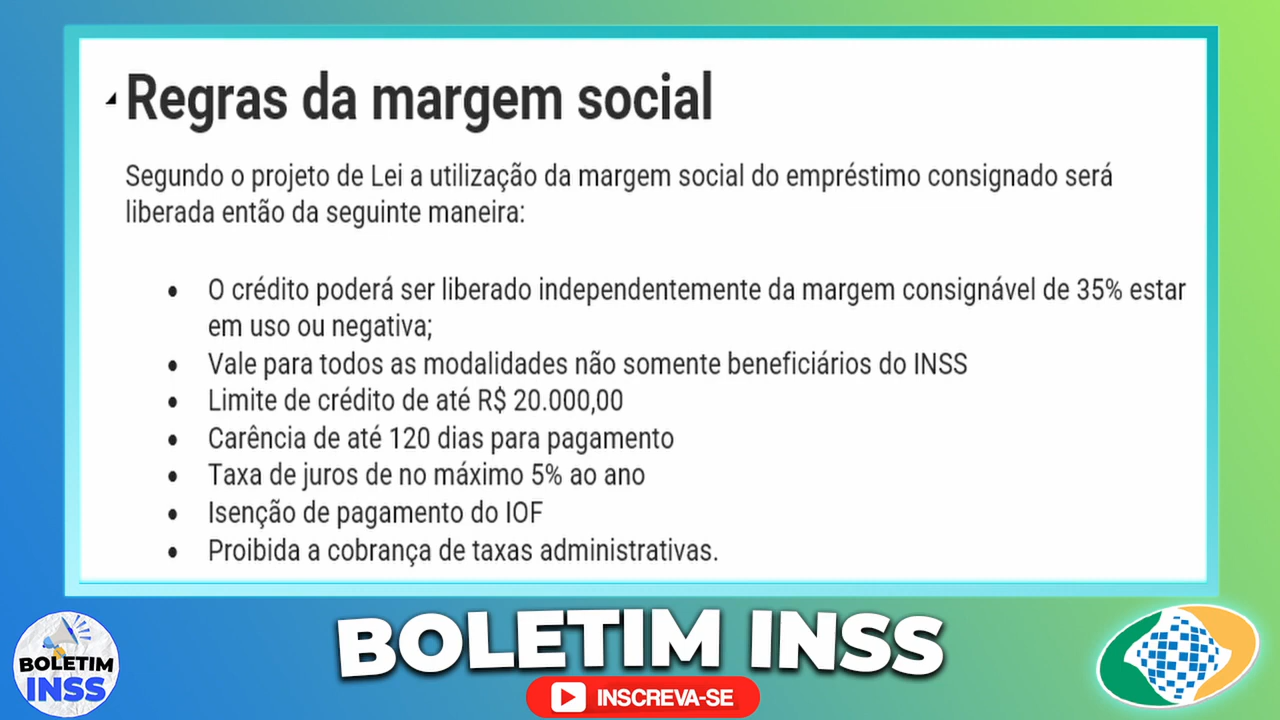 Regras da margem social
Segundo o projeto de Lei a utilização da margem social do empréstimo consignado será
liberada então da seguinte maneira:
• O crédito poderá ser liberado independentemente da margem consignável de 35% estar
em uso ou negativa;
• Vale para todos as modalidades não somente beneficiários do INSS
• Limite de crédito de até R$ 20.000,00
• Carência de até 120 dias para pagamento
• Taxa de juros de no máximo 5% ao ano
• Isenção de pagamento do IOF
• Proibida a cobrança de taxas administrativas.
BOLETIM
INSS
BOLETIM INSS
INSCREVA-SE